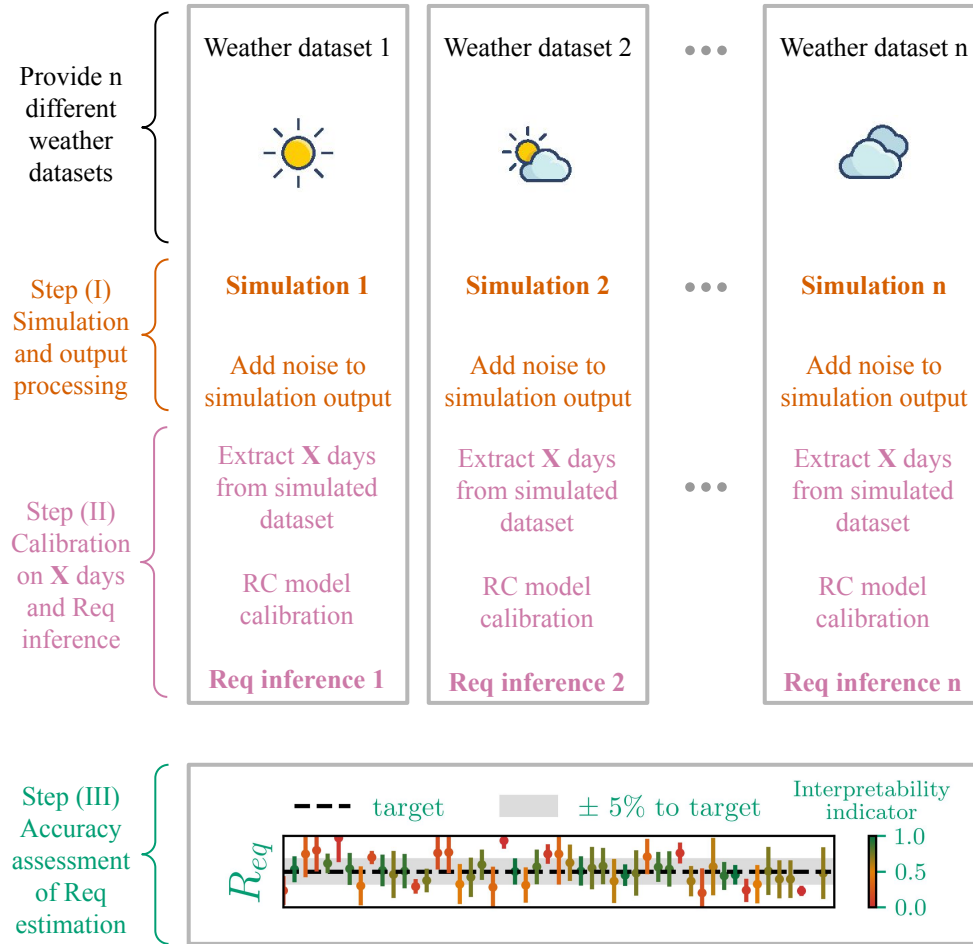 Provide n
different
weather
datasets
Weather dataset 1
Weather dataset 2
Weather dataset n
Step (I)
Simulation
and output
processing
Simulation 1
Simulation 2
Simulation n
Add noise to
simulation output
Add noise to
simulation output
Add noise to
simulation output
Step (II)
Calibration
on X days
and Req
inference
Extract X days
from simulated
dataset
Extract X days
from simulated
dataset
Extract X days
from simulated
dataset
RC model
calibration
RC model
calibration
RC model
calibration
Req inference 1
Req inference 2
Req inference n
Step (III)
Accuracy
assessment
of Req
estimation
target
± 5% to target
Interpretability
indicator
R_eq
1.0
0.5
0.0